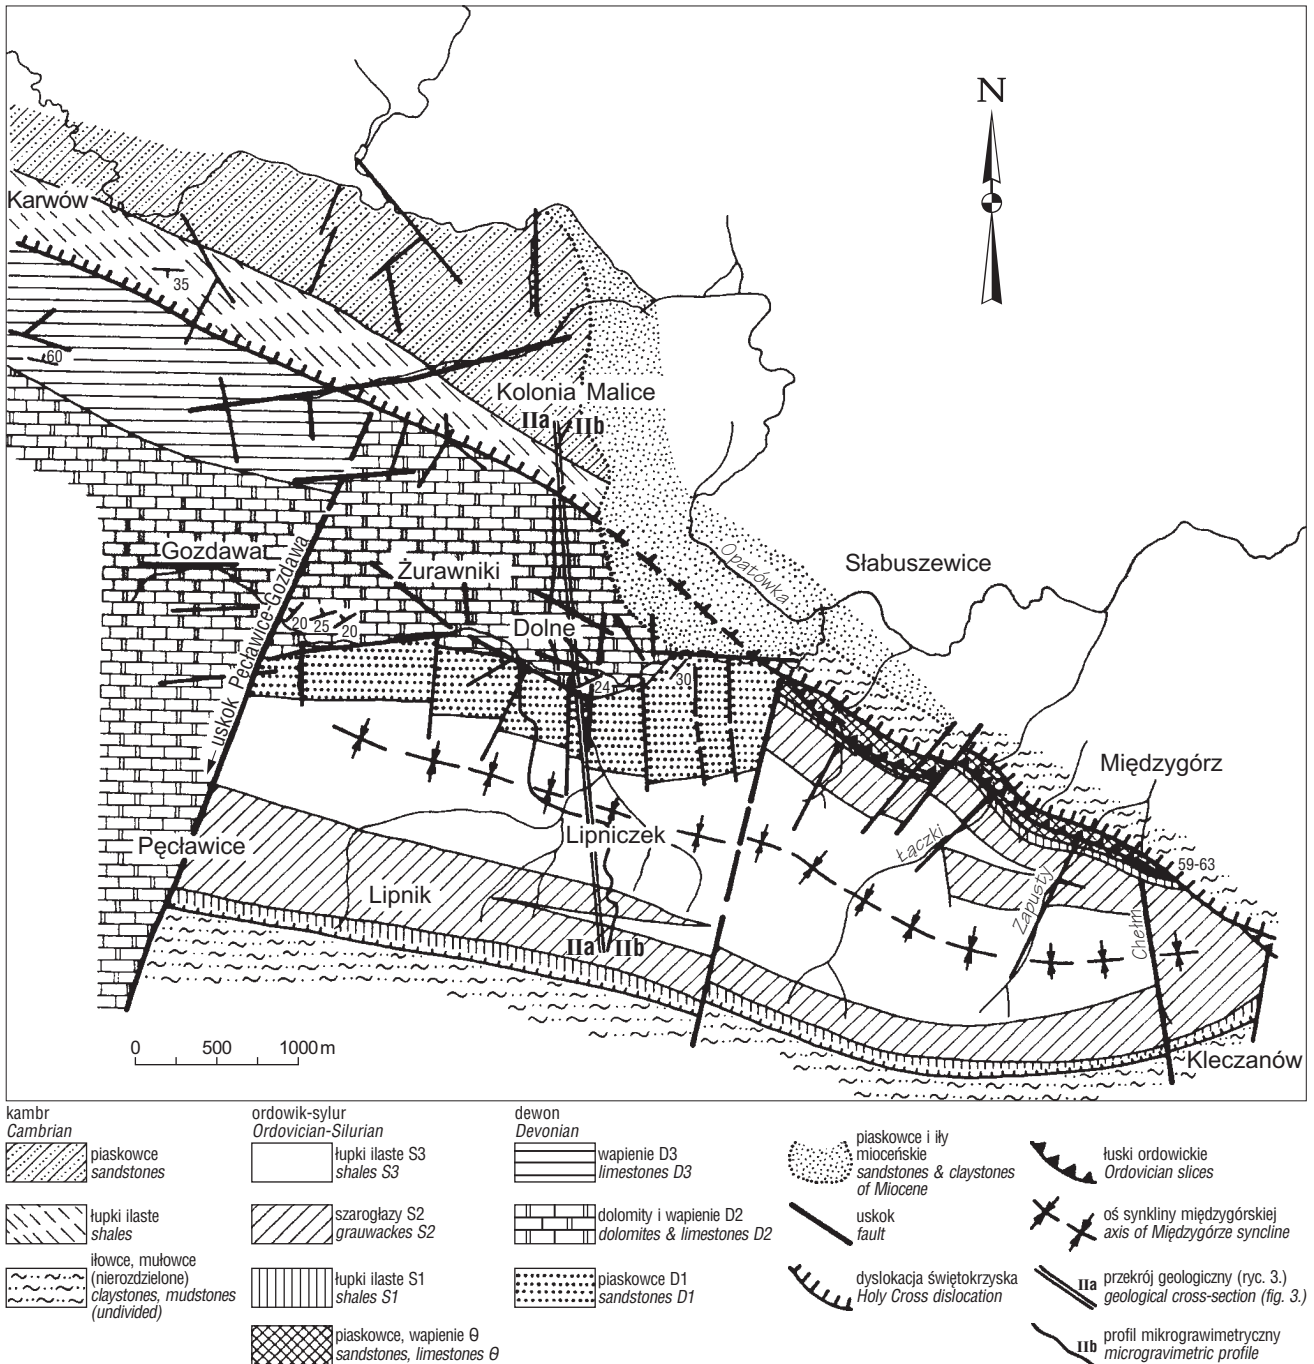 N
Karwów
35
60
Kolonia Malice
IIa IIb
Gozdawa
uskok Pęcławice-Gozdawa
Żurawniki
Opatówka
Słabuszewice
20 25 20
Dolne
24
30
Międzygórz
Pęcławice
Lipniczek
Łączki
59-63
Lipnik
Zapusty
Chełm
IIa IIb
Kleczanów
0 500 1000m
kambr
Cambrian
piaskowce
sandstones
łupki ilaste
shales
iłowce, mułowce
(nierozdzielone)
claystones, mudstones
(undivided)
ordowik-sylur
Ordovician-Silurian
łupki ilaste S3
shales S3
szarogłazy S2
grauwackes S2
łupki ilaste S1
shales S1
piaskowce, wapienie Θ
sandstones, limestones Θ
dewon
Devonian
wapienie D3
limestones D3
dolomity i wapienie D2
dolomites & limestones D2
piaskowce D1
sandstones D1
piaskowce i iły
mioceńskie
sandstones & claystones
of Miocene
uskok
fault
dyslokacja świętokrzyska
Holy Cross dislocation
łuski ordowickie
Ordovician slices
oś synkliny międzygórskiej
axis of Międzygórze syncline
IIa
przekrój geologiczny (ryc. 3.)
geological cross-section (fig. 3.)
IIb
profil mikrograwimetryczny
microgravimetric profile